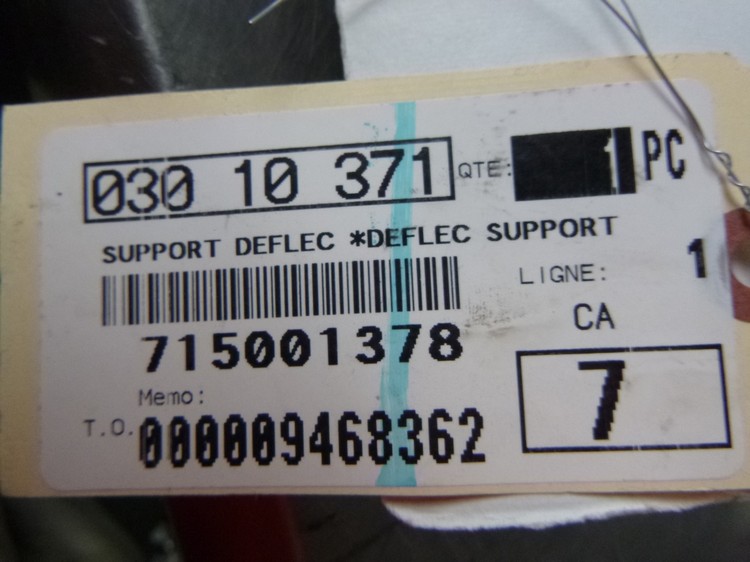 030 10 371 QTE: 1 PC
SUPPORT DEFLEC *DEFLEC SUPPORT
LIGNE: 1
715001378 CA
Memo: 7
T.O. 000009468362